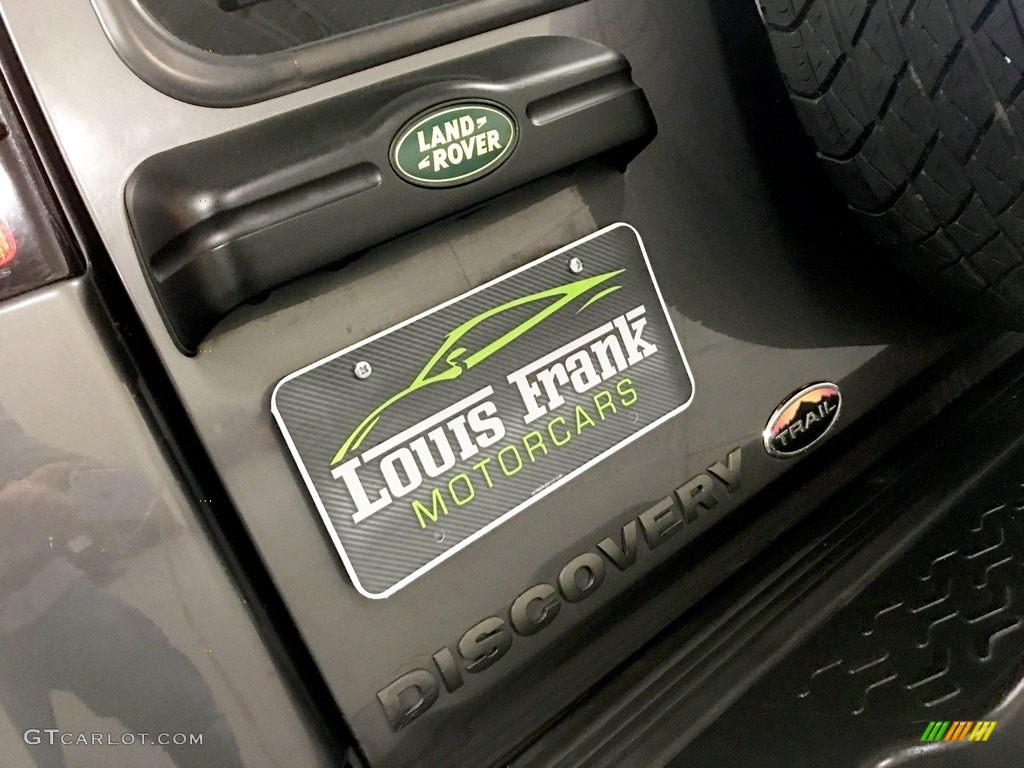 LAND
ROVER
Louis Frank
MOTORCARS
TRAIL
DISCOVERY
GTCARLOT.COM